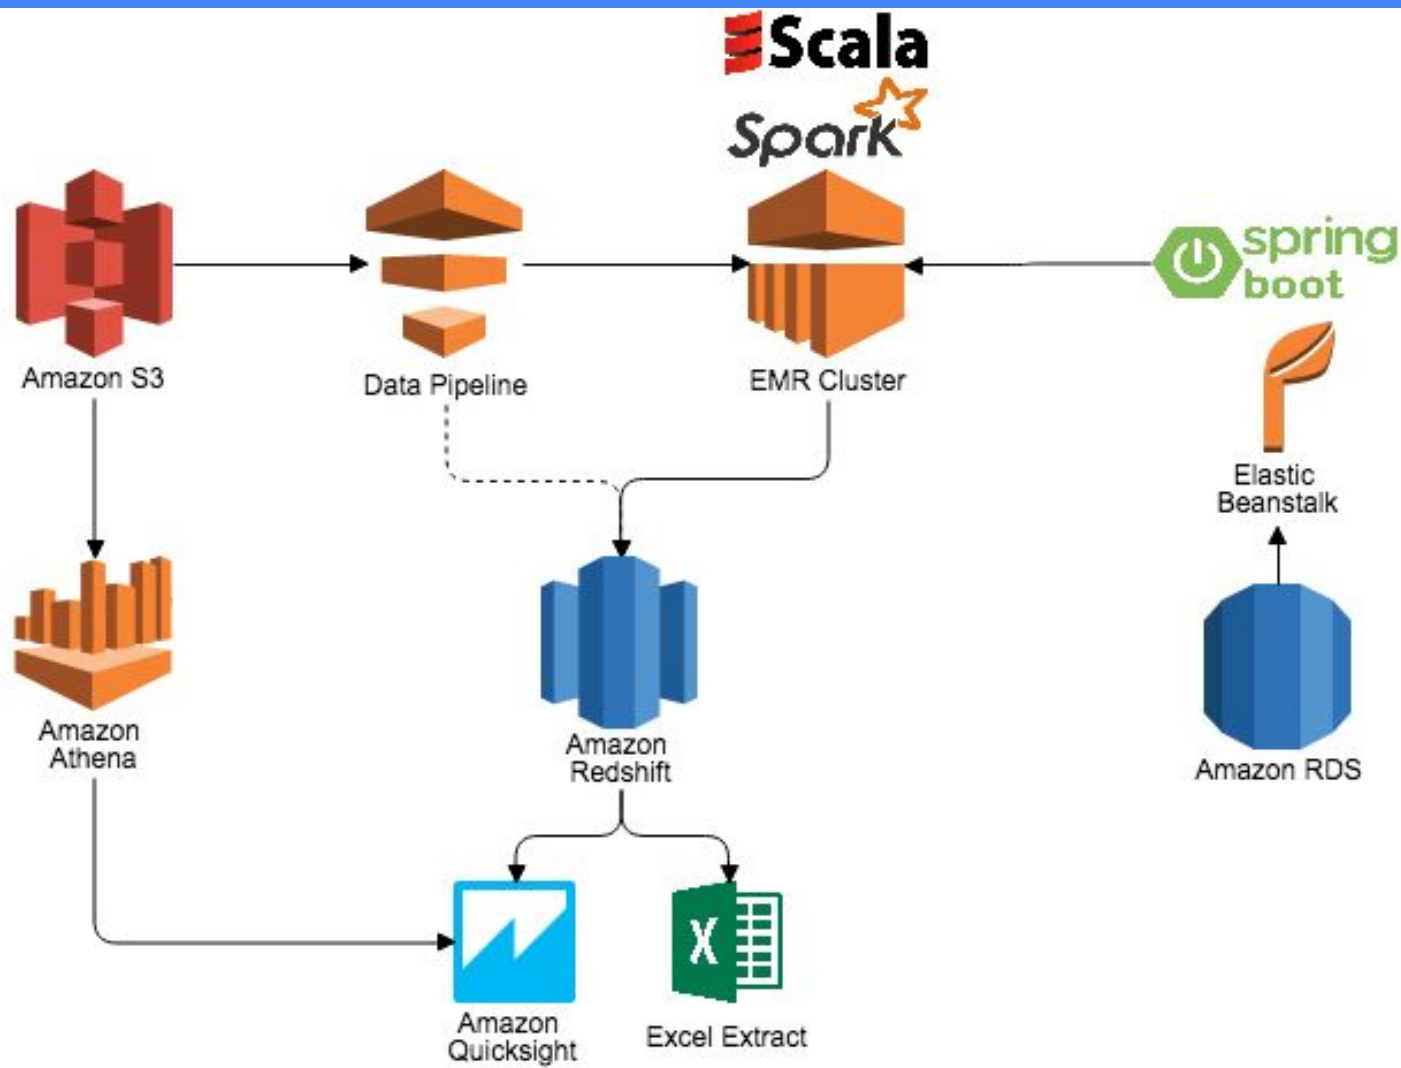 Scala
Spark
spring
boot
Amazon S3
Data Pipeline
EMR Cluster
Elastic
Beanstalk
Amazon
Athena
Amazon
Redshift
Amazon RDS
X
Amazon
Quicksight
Excel Extract